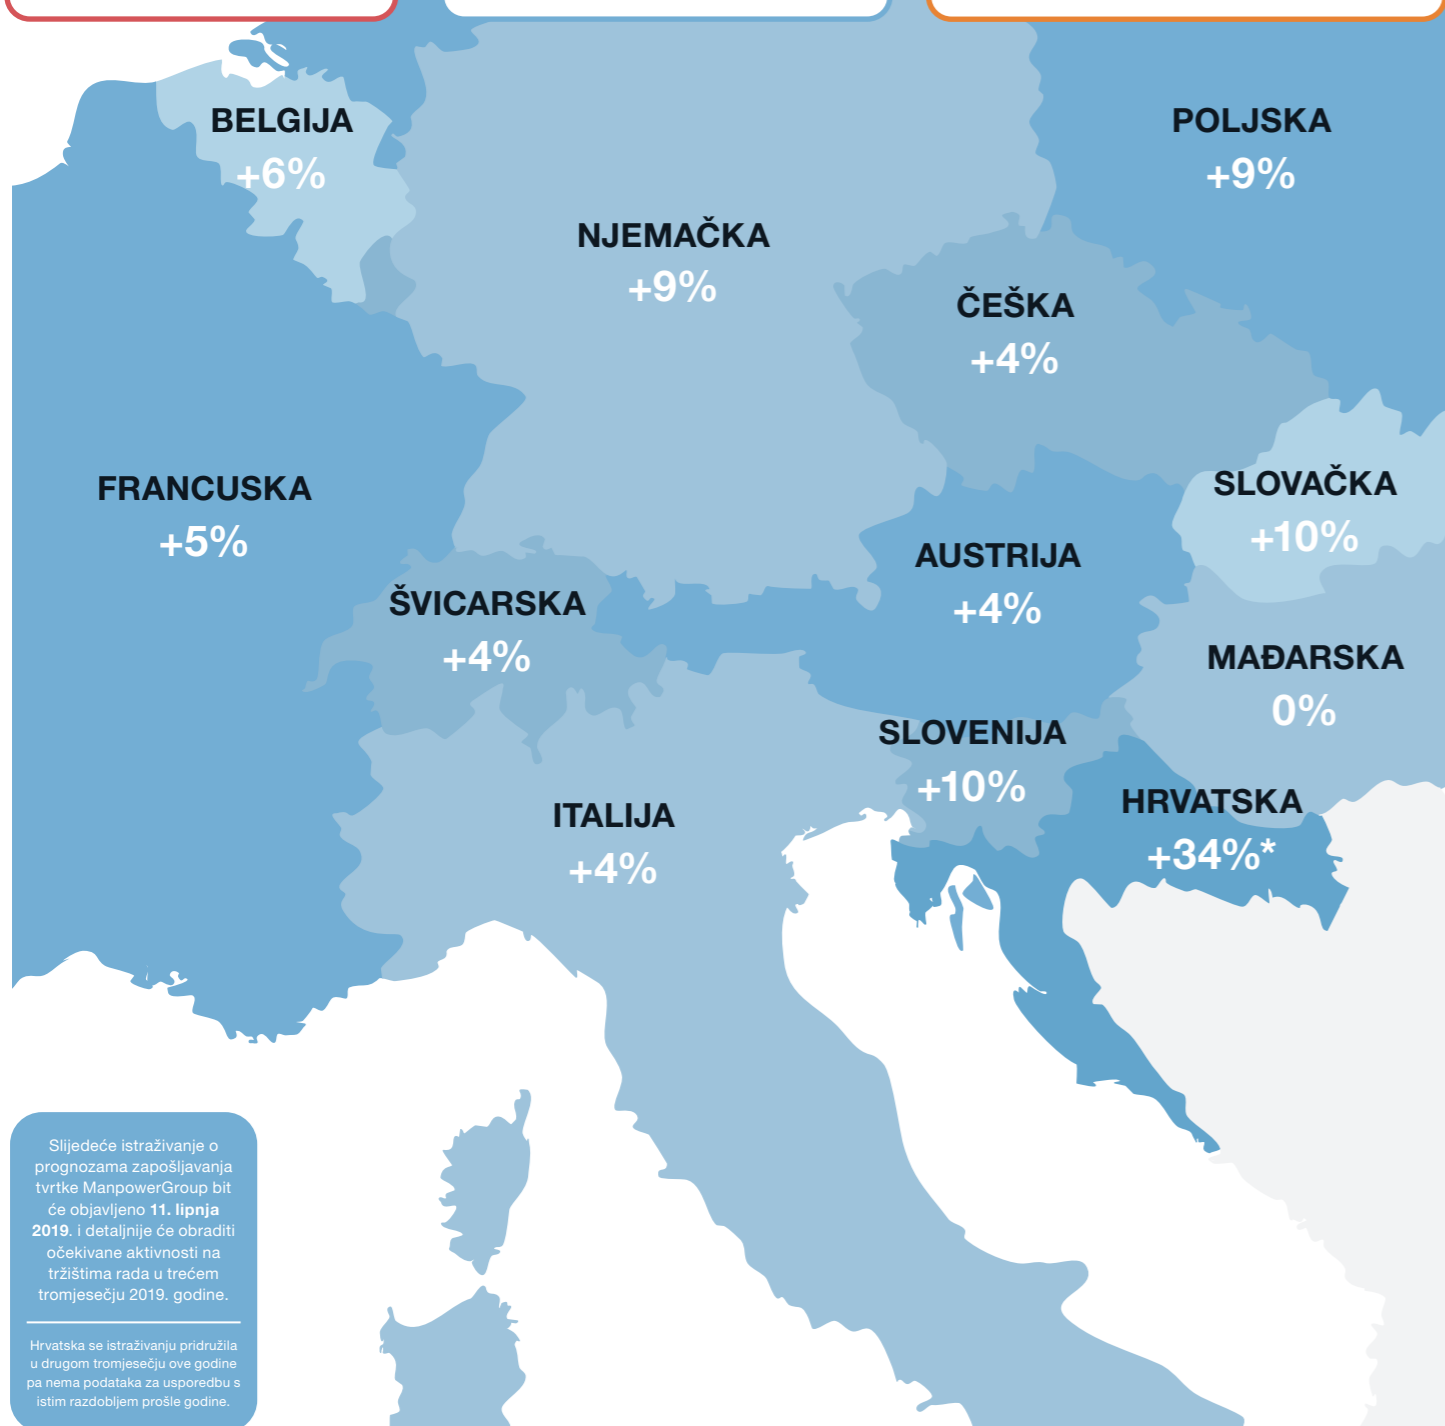 BELGIJA
+6%
POLJSKA
+9%
NJEMAČKA
+9%
ČEŠKA
+4%
FRANCUSKA
+5%
SLOVAČKA
+10%
AUSTRIJA
+4%
ŠVICARSKA
+4%
MAĐARSKA
0%
SLOVENIJA
+10%
HRVATSKA
+34%*
ITALIJA
+4%
Slijedeće istraživanje o
prognozama zapošljavanja
tvrtke ManpowerGroup bit
će objavljeno 11. lipnja
2019. i detaljnije će obraditi
očekivane aktivnosti na
tržištima rada u trećem
tromjesečju 2019. godine.
Hrvatska se istraživanju pridružila
u drugom tromjesečju ove godine
pa nema podataka za usporedbu s
istim razdobljem prošle godine.